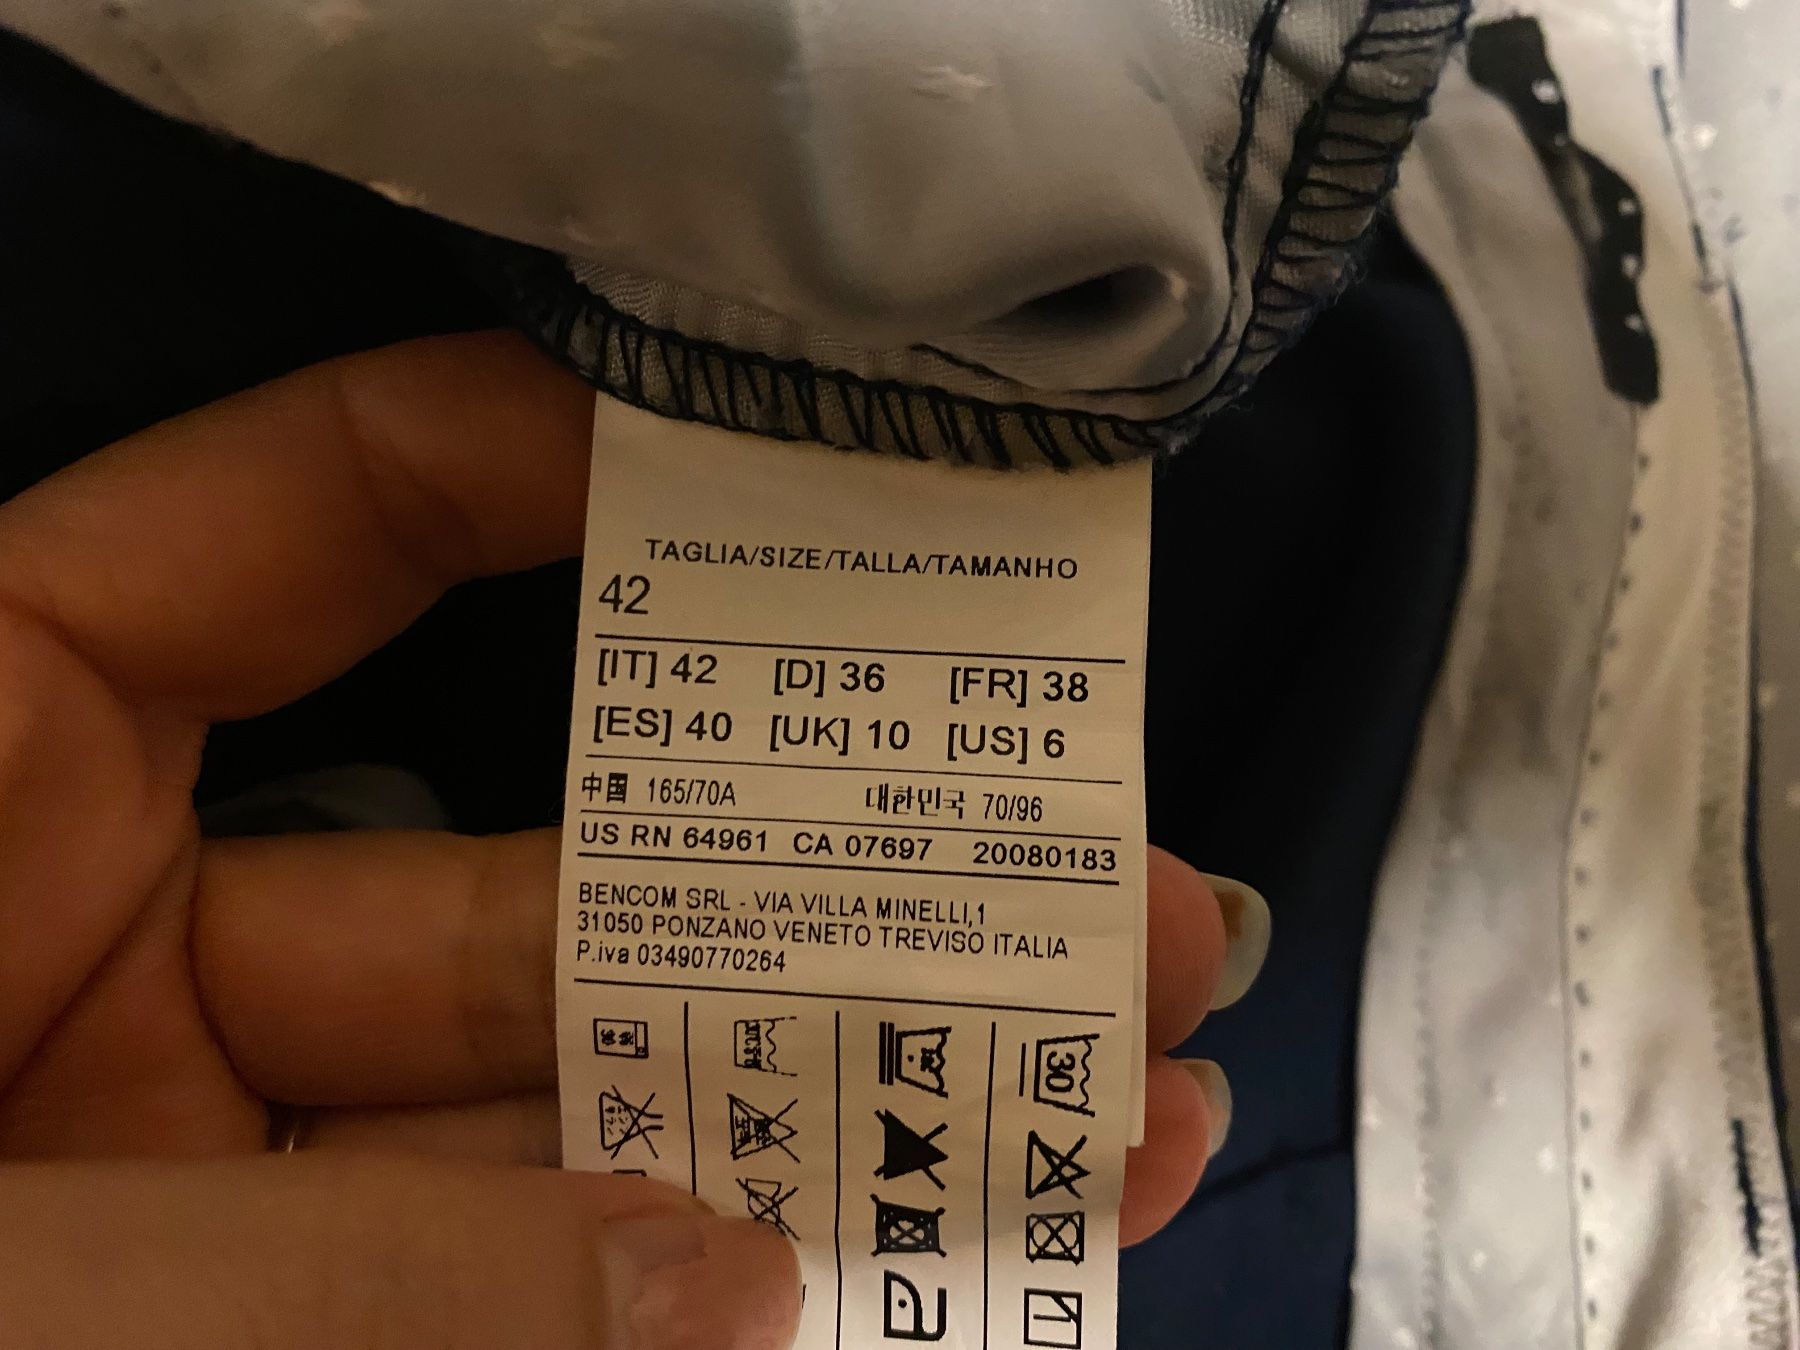 TAGLIA/SIZE/TALLA/TAMANHO
42
[IT] 42 [D] 36 [FR] 38
[ES] 40 [UK] 10 [US] 6
中国 165/70A 대한민국 70/96
US RN 64961 CA 07697 20080183
BENCOM SRL - VIA VILLA MINELLI,1
31050 PONZANO VENETO TREVISO ITALIA
P.iva 03490770264
30